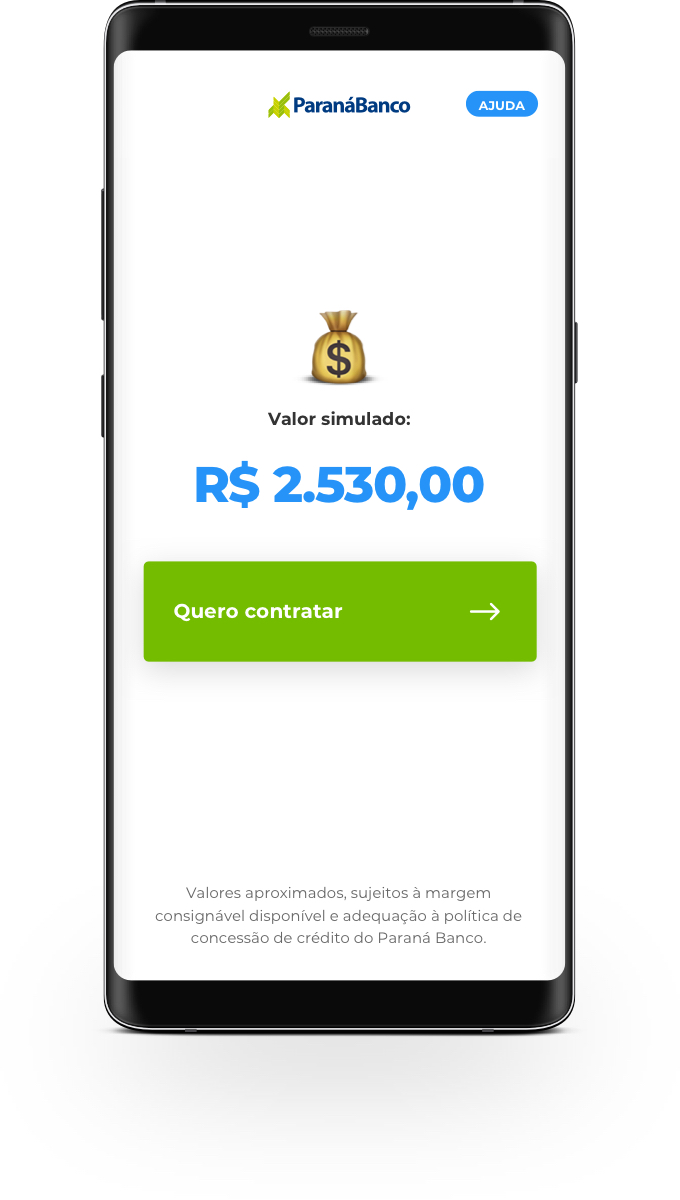 ParanáBanco
AJUDA
$
Valor simulado:
R$ 2.530,00
Quero contratar
Valores aproximados, sujeitos à margem
consignável disponível e adequação à política de
concessão de crédito do Paraná Banco.